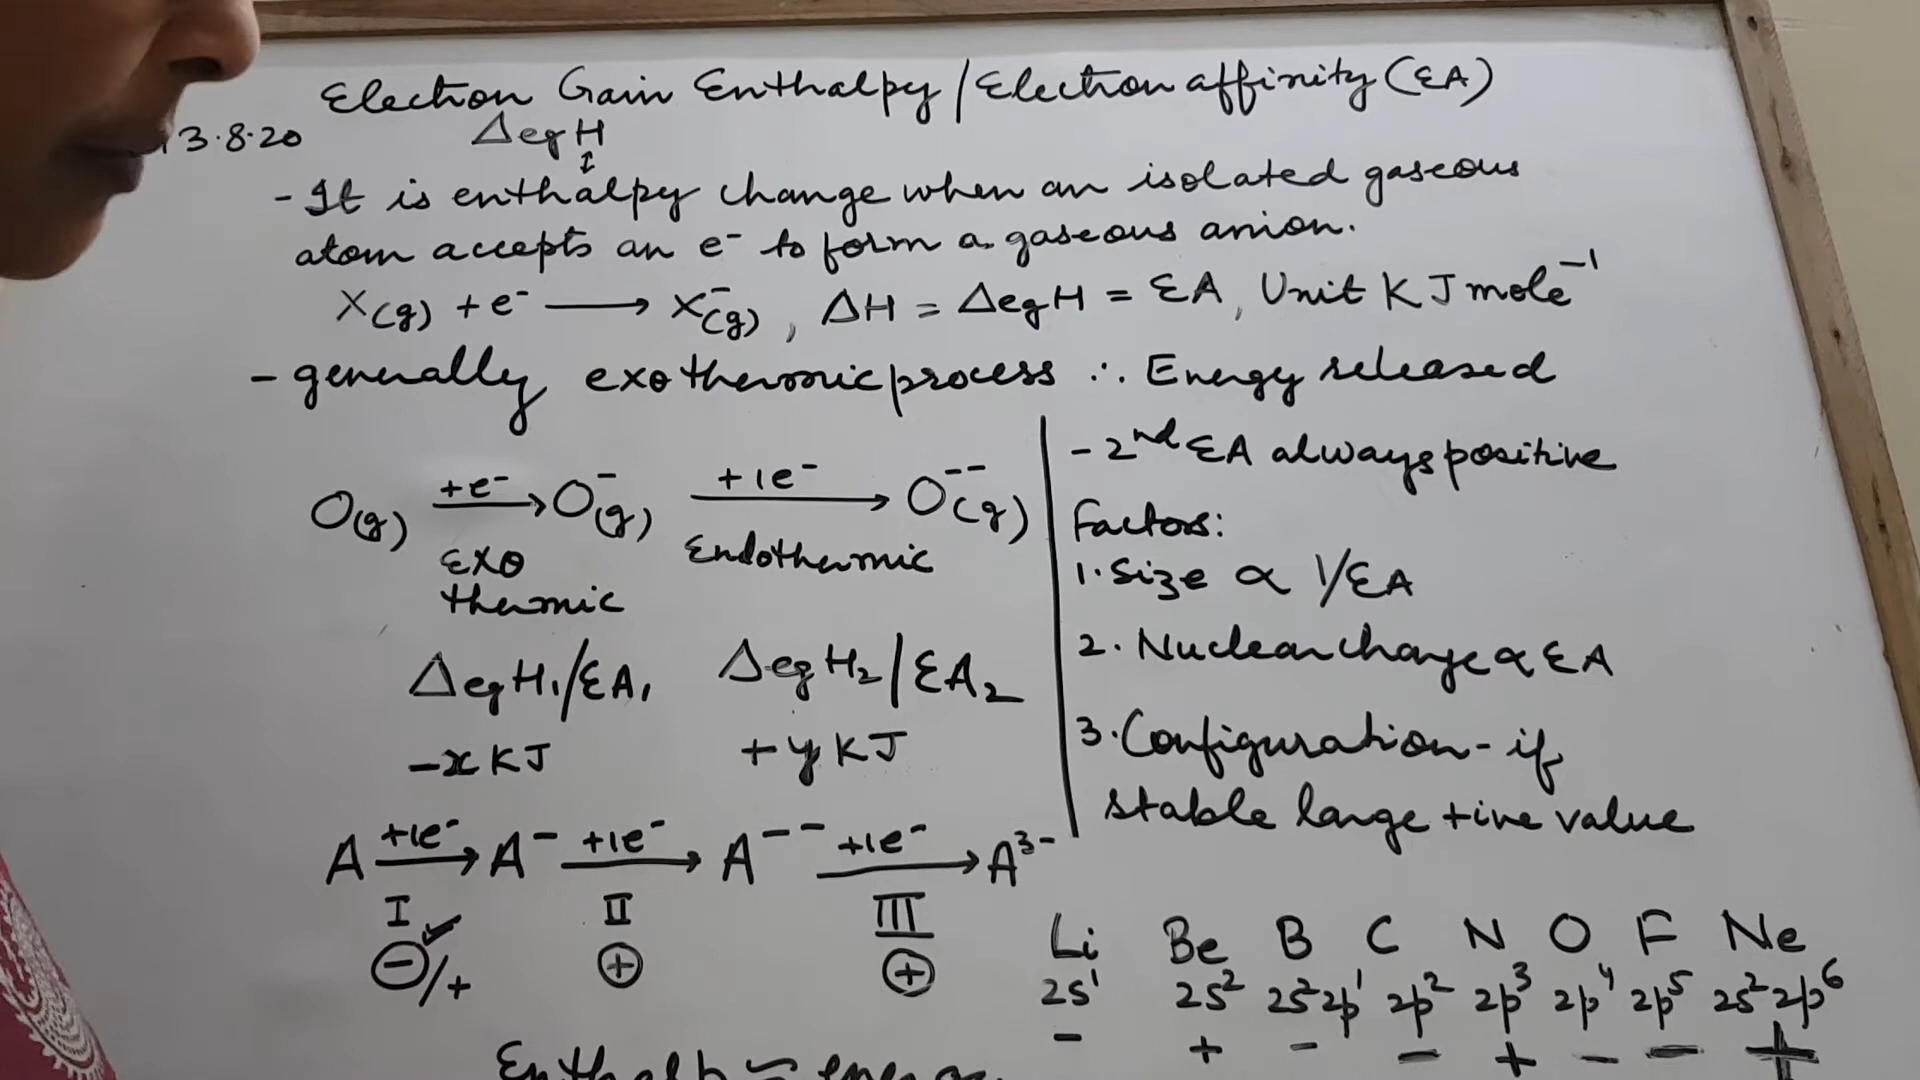 Electron Gain Enthalpy/Electron affinity (EA)
3.8.20 ΔegH
- It is enthalpy change when an isolated gaseous
atom accepts an e⁻ to form a gaseous anion.
X(g) + e⁻ ⟶ X⁻(g), ΔH = ΔegH = EA, Unit KJ mole⁻¹
- generally exothermic process ∴ Energy released
O(g) +e⁻→ O⁻(g) +1e⁻→ O⁻⁻(g)
Exo
thermic
Endothermic
ΔegH₁/EA₁ ΔegH₂/EA₂
-x KJ +y KJ
A +1e⁻→ A⁻ +1e⁻→ A⁻⁻ +1e⁻→ A³⁻
I II III
⊖✓/+ ⊕ ⊕
- 2nd EA always positive
Factors:
1. Size ∝ 1/EA
2. Nuclear charge ∝ EA
3. Configuration - if
stable large +ive value
Li Be B C N O F Ne
2s¹ 2s² 2s²2p¹ 2p² 2p³ 2p⁴ 2p⁵ 2s²2p⁶
- + - - + - - +